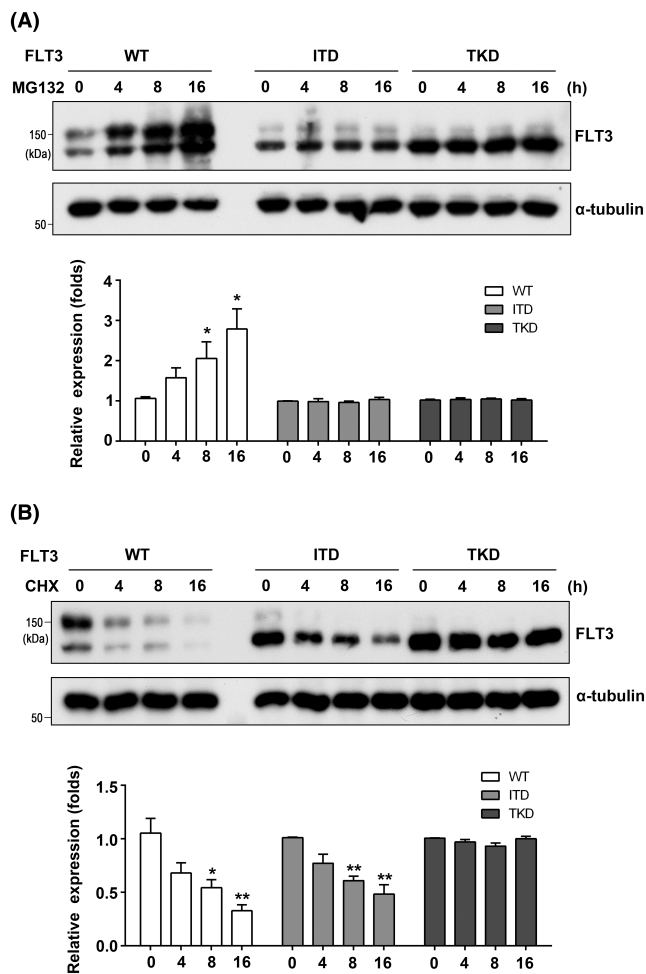 (A)
FLT3 WT ITD TKD
MG132 0 4 8 16 0 4 8 16 0 4 8 16 (h)
150
(kDa)
FLT3
α-tubulin
50
Relative expression (folds)
4
3
2
1
0
* *
WT
ITD
TKD
0 4 8 16 0 4 8 16 0 4 8 16
(B)
FLT3 WT ITD TKD
CHX 0 4 8 16 0 4 8 16 0 4 8 16 (h)
150
(kDa)
FLT3
α-tubulin
50
Relative expression (folds)
1.5
1.0
0.5
0.0
* ** ** **
WT
ITD
TKD
0 4 8 16 0 4 8 16 0 4 8 16